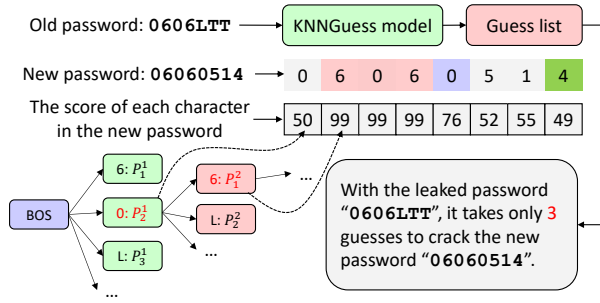 Old password: 0606LTT
KNNGuess model
Guess list
New password: 06060514
0 6 0 6 0 5 1 4
The score of each character
in the new password
50 99 99 99 76 52 55 49
6: P₁¹
6: P₁²
...
BOS
0: P₂¹
L: P₂²
L: P₃¹
...
...
With the leaked password
“0606LTT”, it takes only 3
guesses to crack the new
password “06060514”.